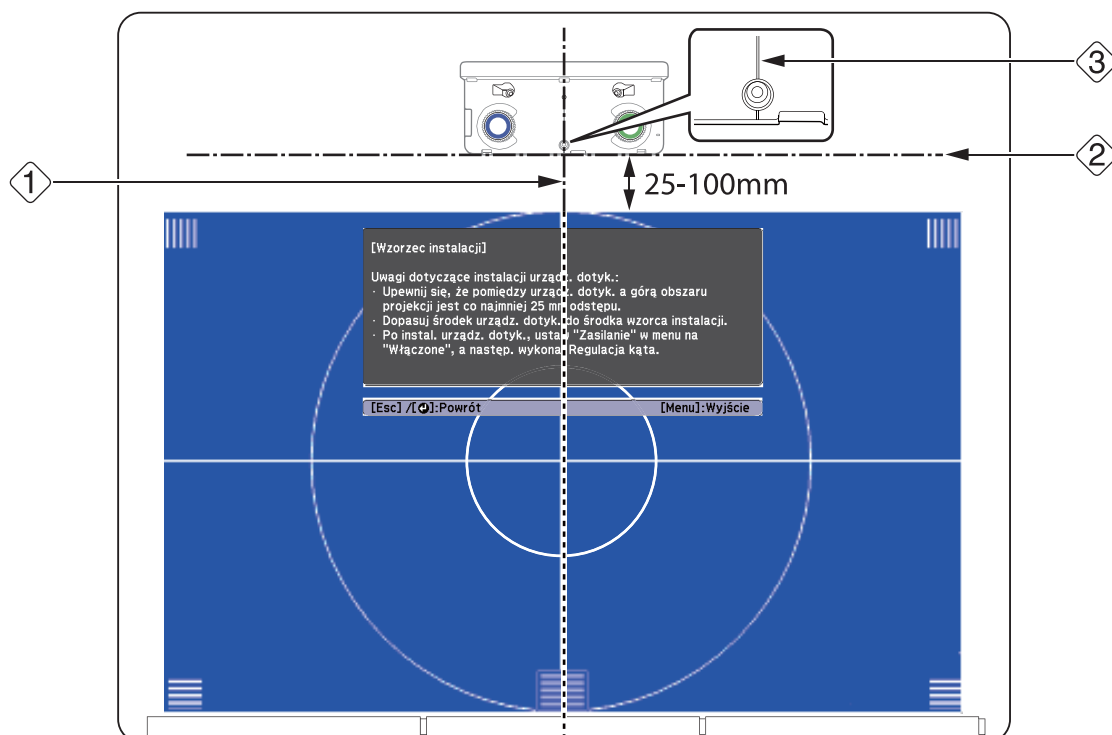 3
2
1
25-100mm
[Wzorzec instalacji]
Uwagi dotyczące instalacji urządz. dotyk.:
· Upewnij się, że pomiędzy urządz. dotyk. a górą obszaru
projekcji jest co najmniej 25 mm odstępu.
· Dopasuj środek urządz. dotyk. do środka wzorca instalacji.
· Po instal. urządz. dotyk., ustaw "Zasilanie" w menu na
"Włączone", a następ. wykonaj Regulacja kąta.
[Esc] /[⏎]:Powrót
[Menu]:Wyjście